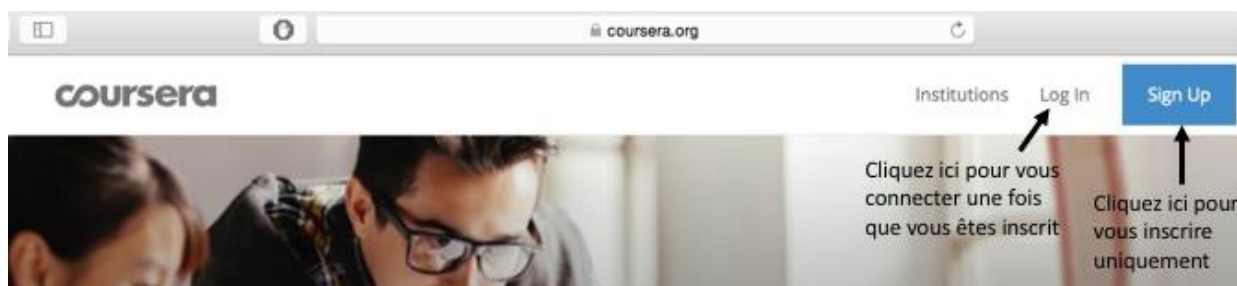 coursera.org
coursera
Institutions Log In Sign Up
Cliquez ici pour vous
connecter une fois
que vous êtes inscrit
Cliquez ici pour
vous inscrire
uniquement